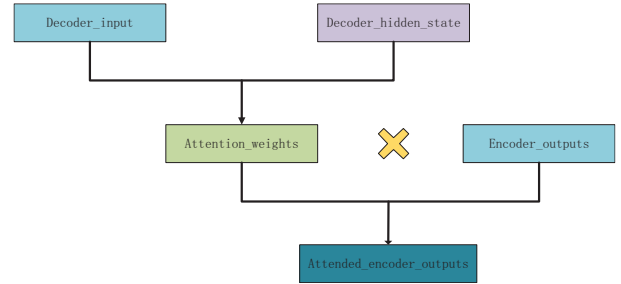 Decoder_input
Decoder_hidden_state
Attention_weights
Encoder_outputs
Attended_encoder_outputs